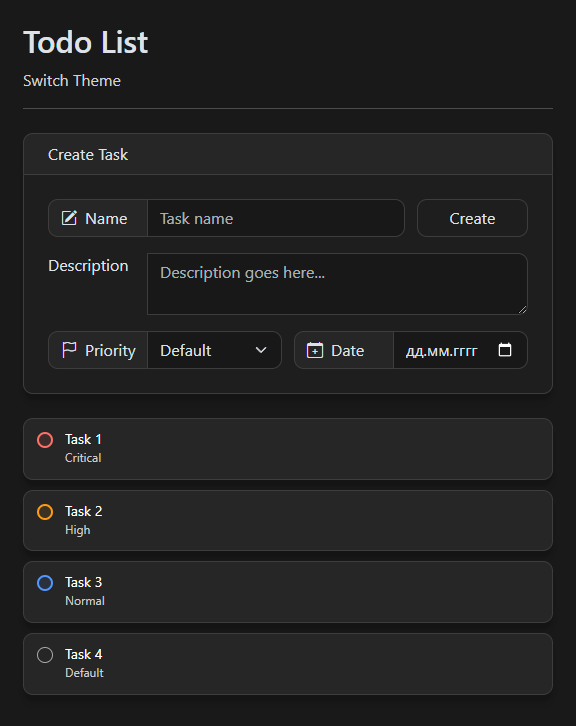 Todo List
Switch Theme
Create Task
Name Task name Create
Description Description goes here...
Priority Default Date дд.мм.гггг
Task 1
Critical
Task 2
High
Task 3
Normal
Task 4
Default